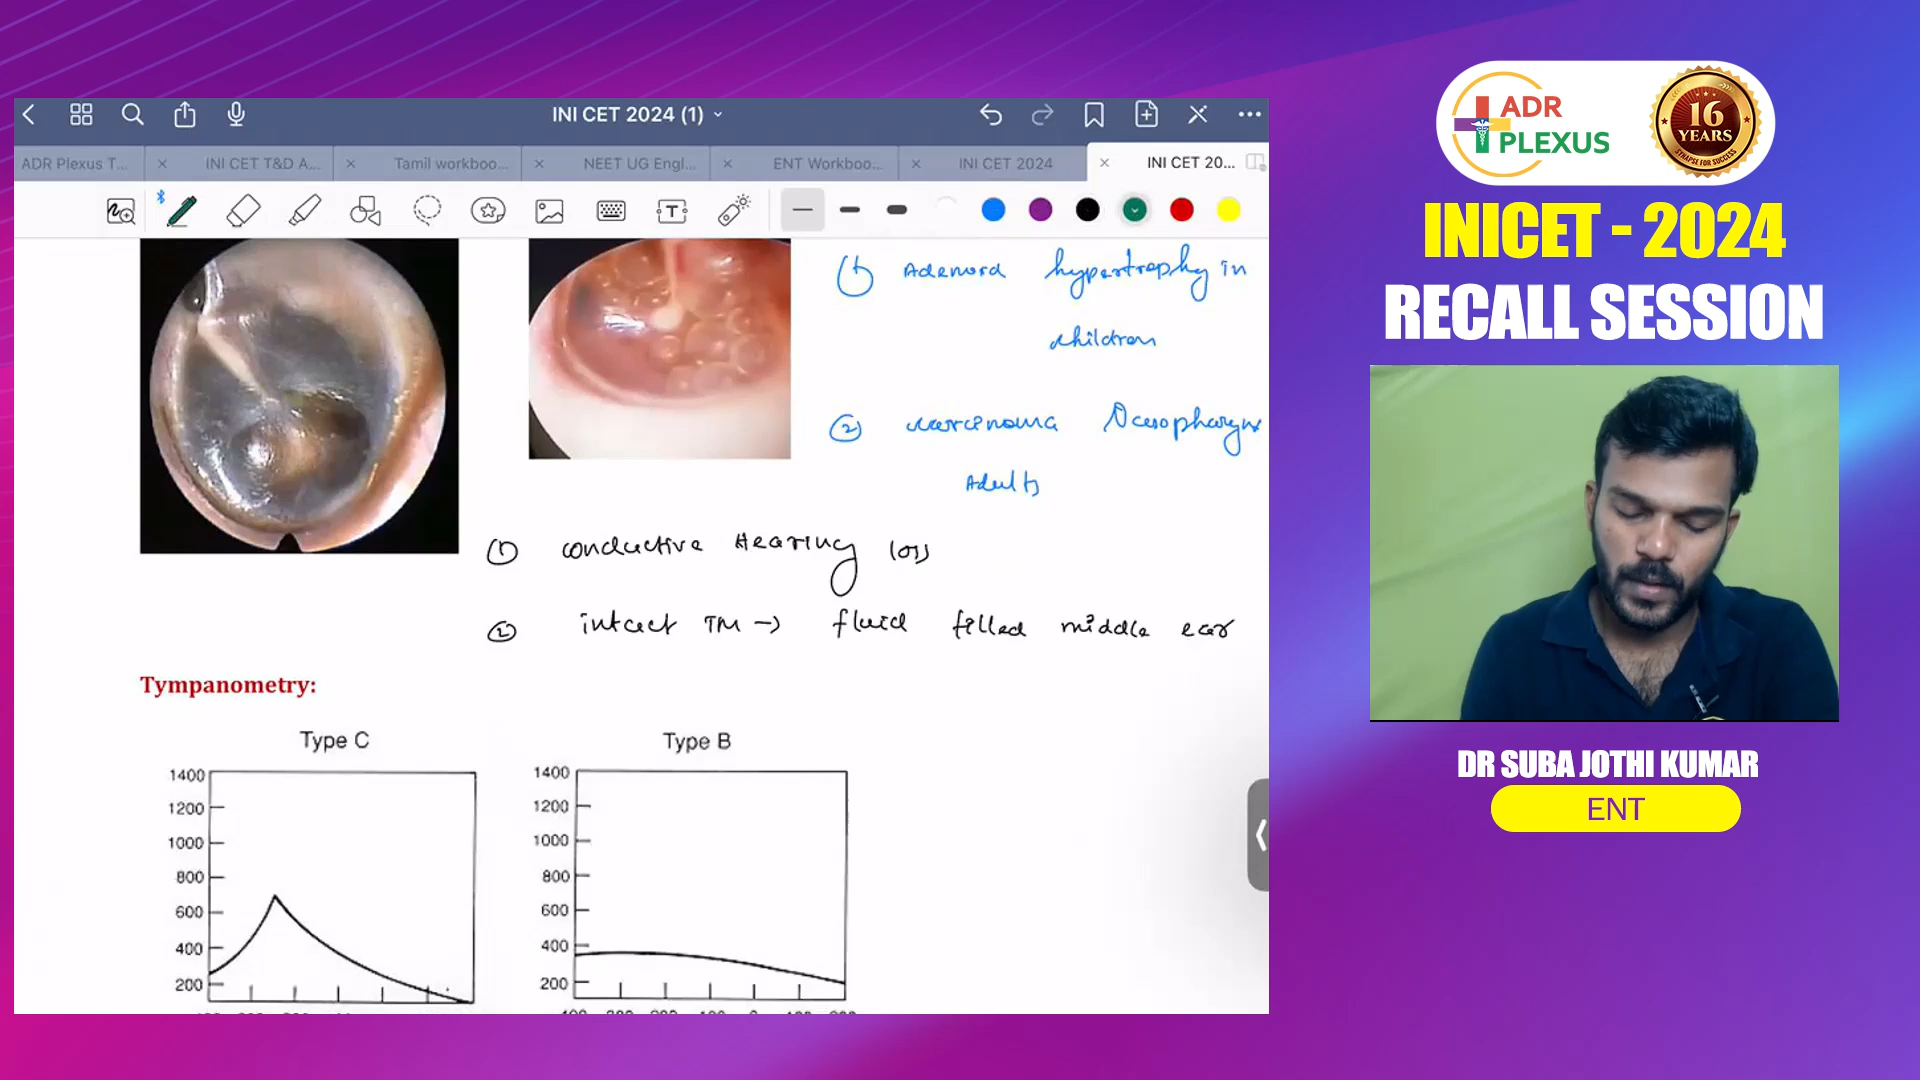 INI CET 2024 (1)
ADR Plexus T...
INI CET T&D A...
Tamil workboo...
NEET UG Engl...
ENT Workboo...
INI CET 2024
INI CET 20...
T
① Adenoid hypertrophy in
children
② carcinoma Nasopharynx
Adults
① conductive Hearing loss
② intact TM → fluid filled middle ear
Tympanometry:
Type C
1400
1200
1000
800
600
400
200
Type B
1400
1200
1000
800
600
400
200
ADR
PLEXUS
16
YEARS
SYNAPSE FOR SUCCESS
INICET - 2024
RECALL SESSION
DR SUBA JOTHI KUMAR
ENT